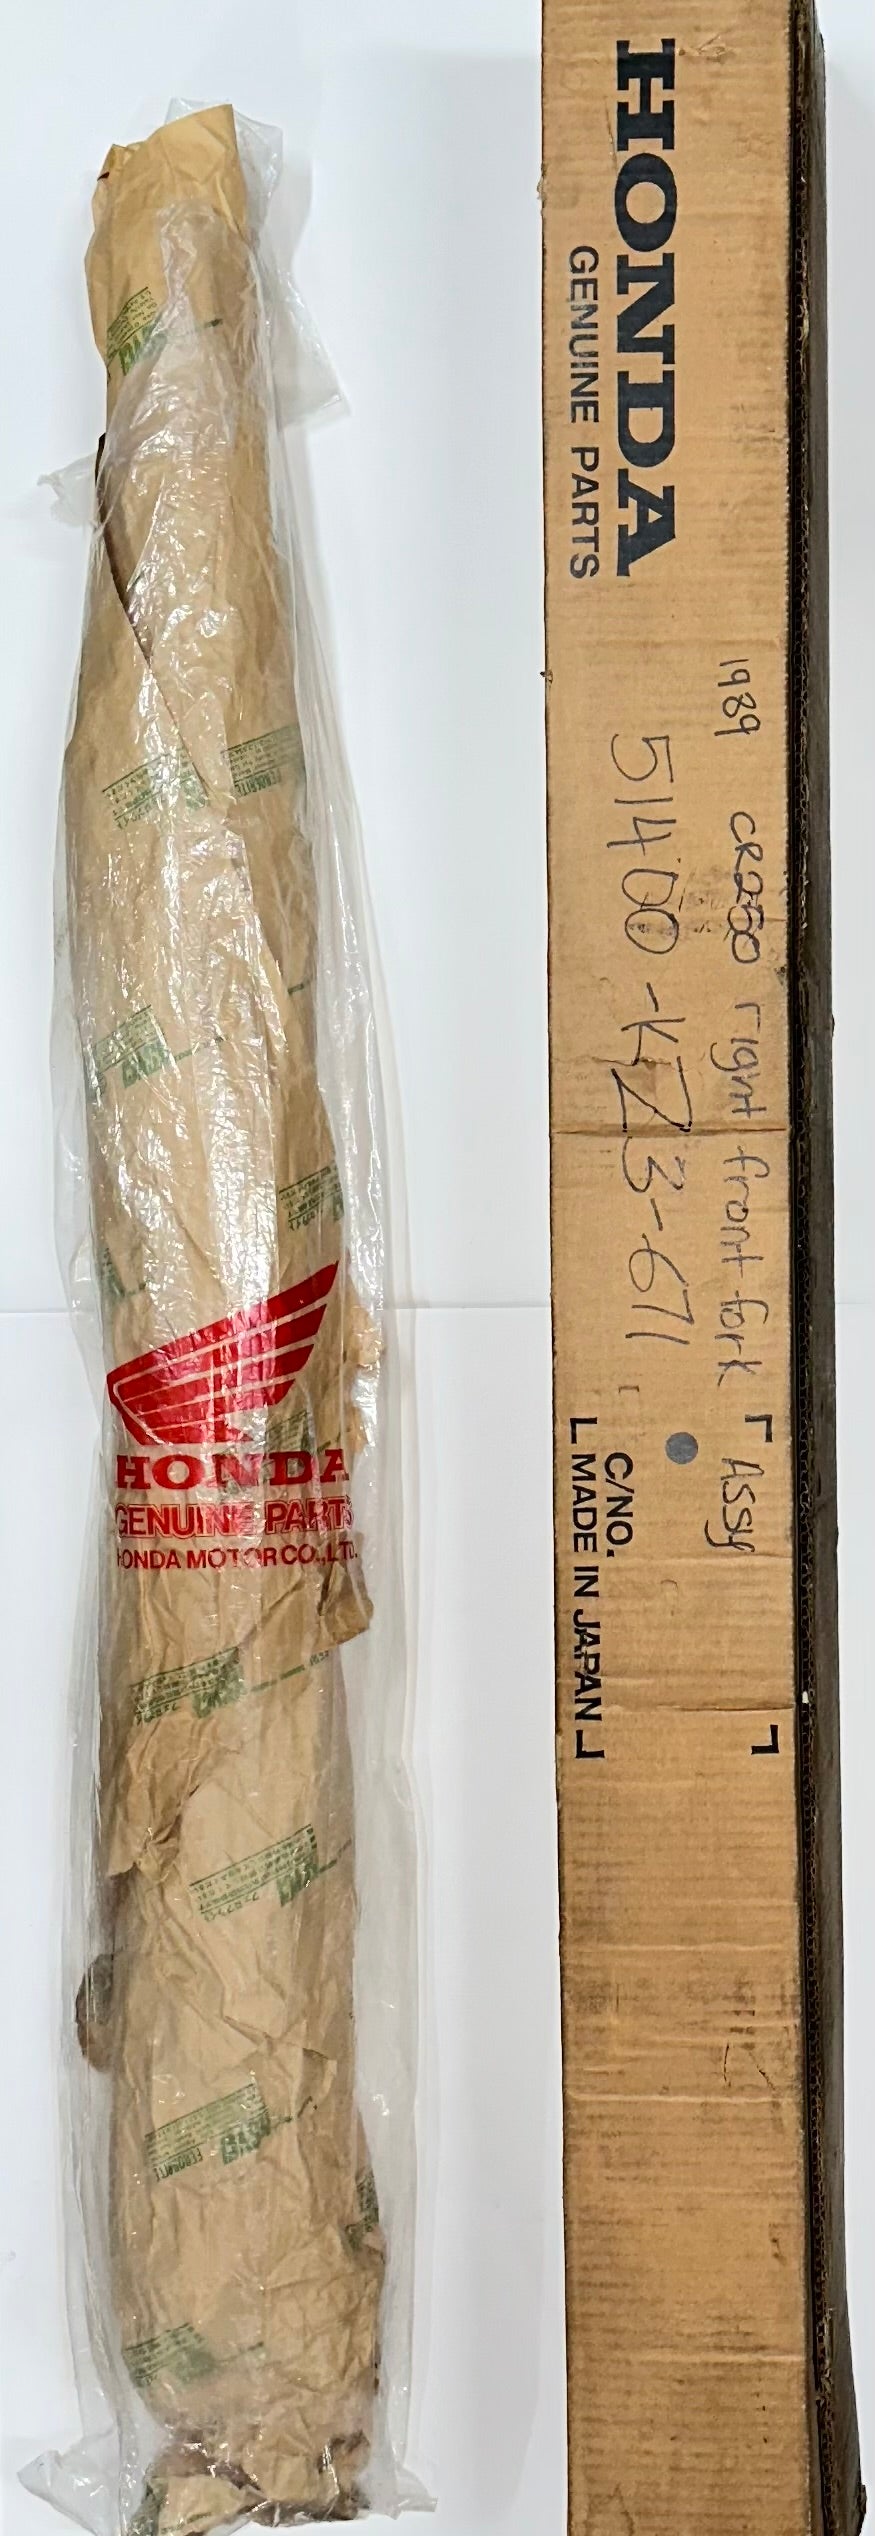 HONDA
GENUINE PARTS
HONDA MOTOR CO., LTD.
HONDA
GENUINE PARTS
1989 CR250 right front fork Assy
51400-KZ3-671
C/NO.
MADE IN JAPAN
FEROBRITE